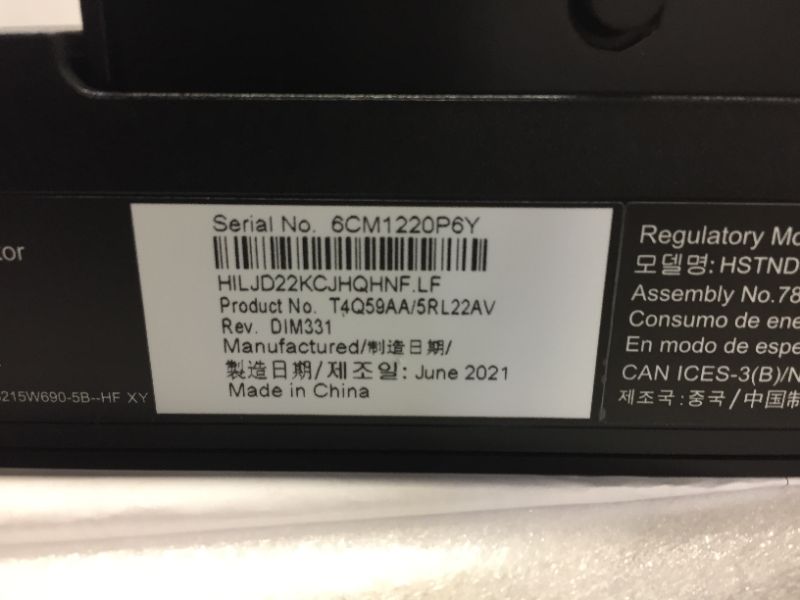 tor
215W690-5B--HF XY
Serial No. 6CM1220P6Y
HILJD22KCJHQHNF.LF
Product No. T4Q59AA/5RL22AV
Rev. DIM331
Manufactured/制造日期/
製造日期/제조일: June 2021
Made in China
Regulatory Mo
모델명: HSTND
Assembly No.78
Consumo de ene
En modo de espe
CAN ICES-3(B)/N
제조국:중국/中国制